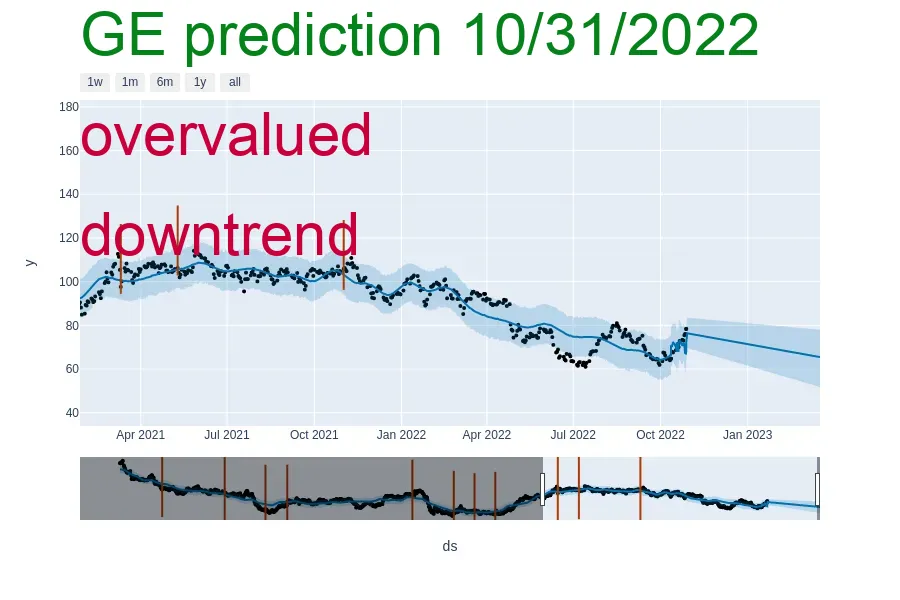 GE prediction 10/31/2022
1w 1m 6m 1y all
180
overvalued
160
140
downtrend
120
y
100
80
60
40
Apr 2021 Jul 2021 Oct 2021 Jan 2022 Apr 2022 Jul 2022 Oct 2022 Jan 2023
ds